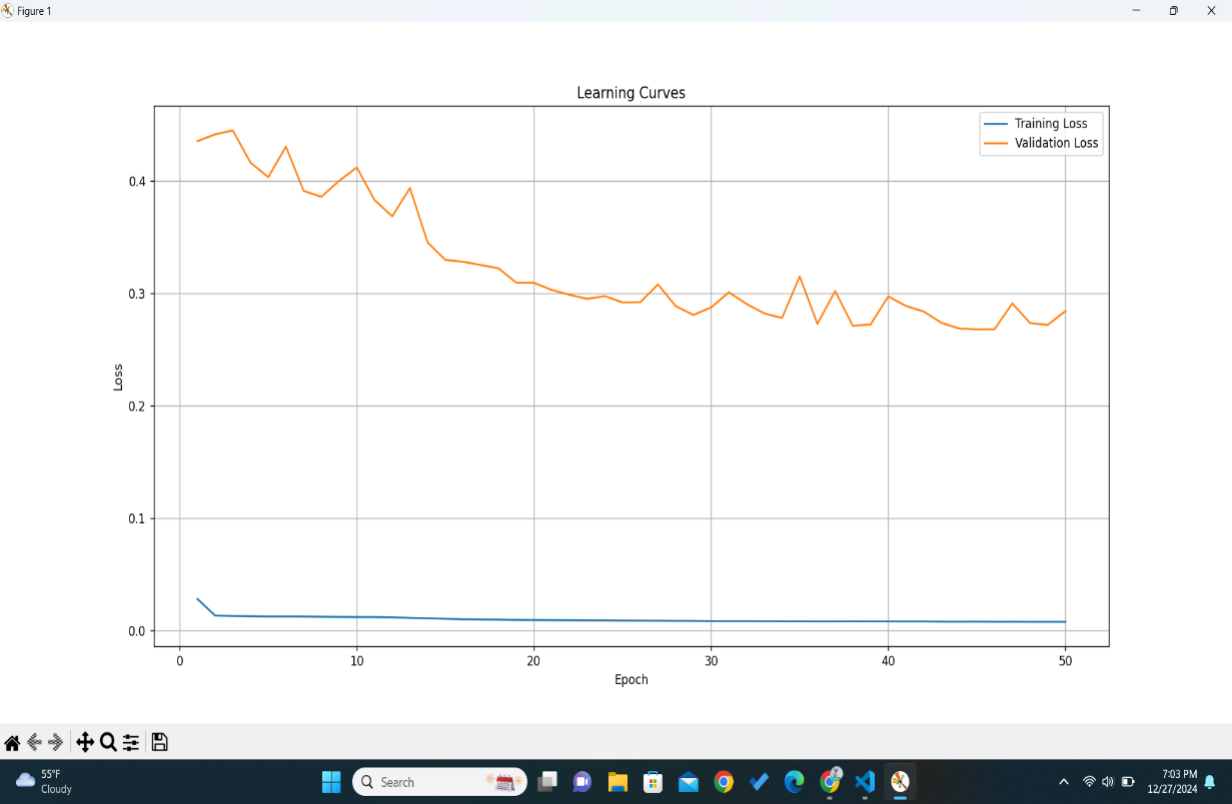 Figure 1
Learning Curves
Training Loss
Validation Loss
0.4
0.3
0.2
0.1
0.0
Loss
0 10 20 30 40 50
Epoch
55°F
Cloudy
Search
7:03 PM
12/27/2024